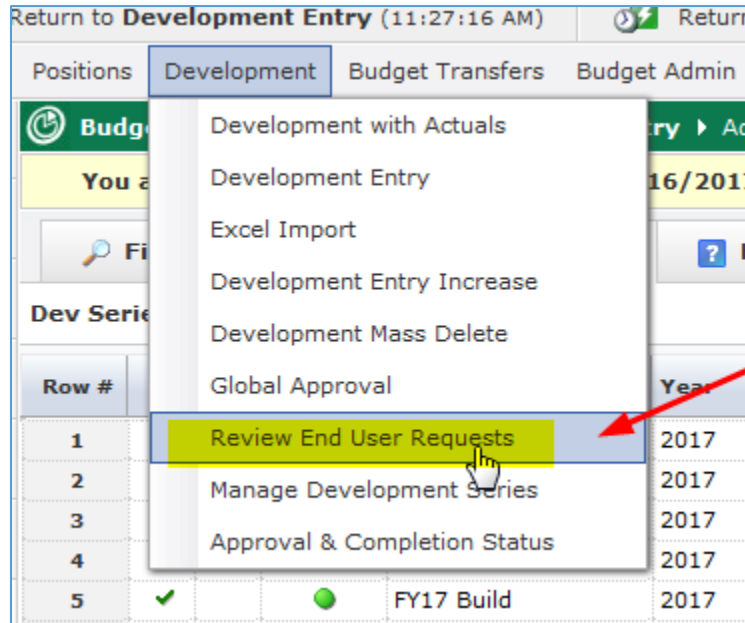 Return to Development Entry (11:27:16 AM) Return
Positions Development Budget Transfers Budget Admin
Development with Actuals
Development Entry
Excel Import
Development Entry Increase
Development Mass Delete
Global Approval
Review End User Requests
Manage Development Series
Approval & Completion Status
You
Dev
Row # Year
1 2017
2 2017
3 2017
4 2017
5 FY17 Build 2017